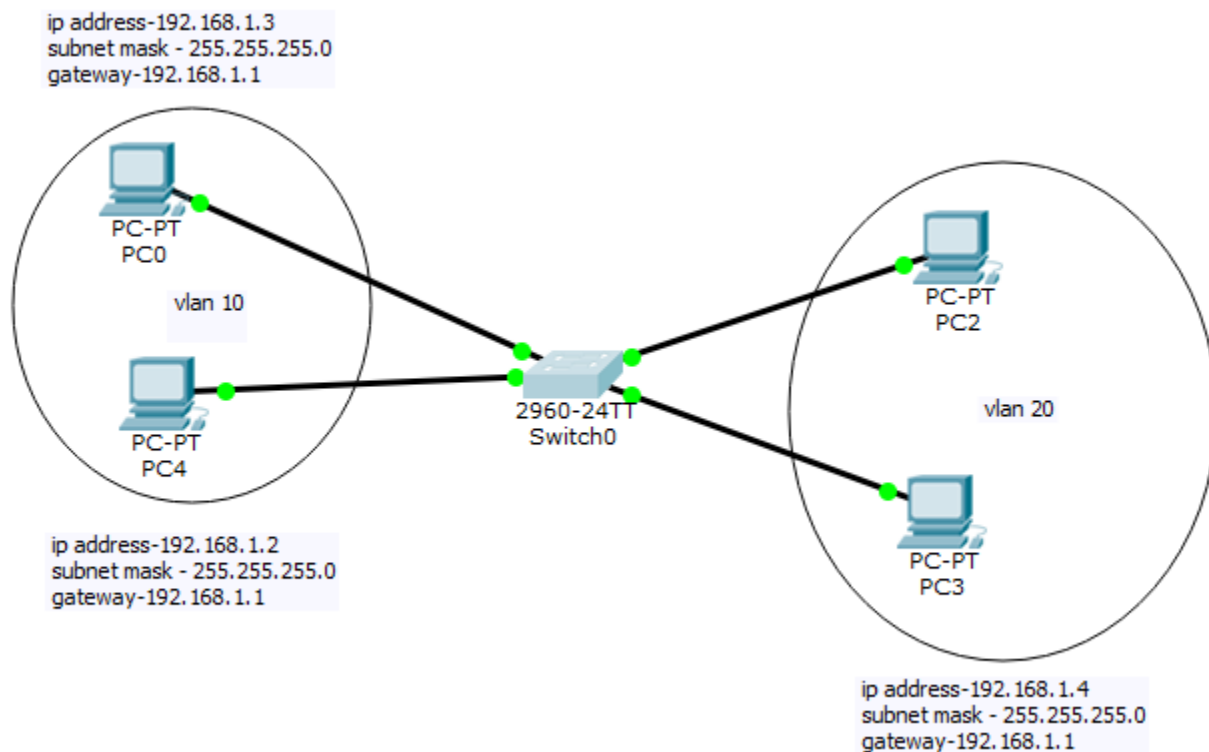 ip address-192.168.1.3
subnet mask - 255.255.255.0
gateway-192.168.1.1
PC-PT
PC0
vlan 10
PC-PT
PC4
ip address-192.168.1.2
subnet mask - 255.255.255.0
gateway-192.168.1.1
2960-24TT
Switch0
PC-PT
PC2
vlan 20
PC-PT
PC3
ip address-192.168.1.4
subnet mask - 255.255.255.0
gateway-192.168.1.1